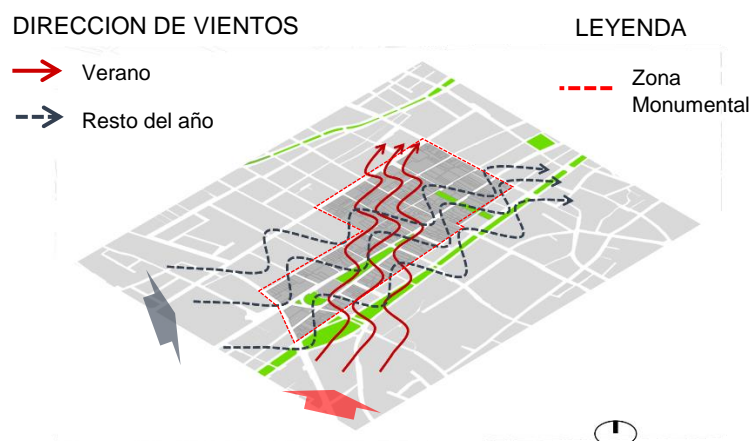 DIRECCION DE VIENTOS
Verano
Resto del año
LEYENDA
Zona
Monumental